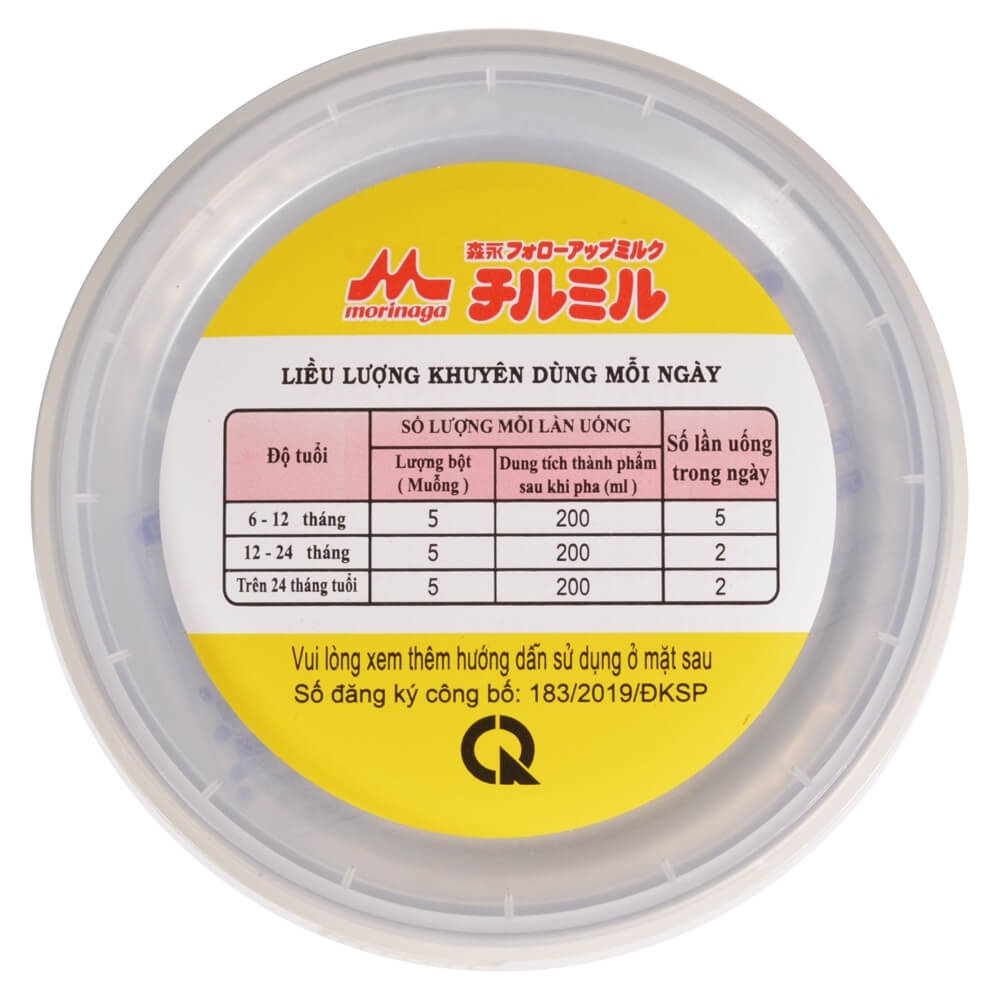 森永フォローアップミルク
morinaga チルミル
LIỀU LƯỢNG KHUYÊN DÙNG MỖI NGÀY
Độ tuổi
SỐ LƯỢNG MỖI LẦN UỐNG
Số lần uống
trong ngày
Lượng bột
( Muỗng )
Dung tích thành phẩm
sau khi pha (ml )
6 - 12 tháng 5 200 5
12 - 24 tháng 5 200 2
Trên 24 tháng tuổi 5 200 2
Vui lòng xem thêm hướng dẫn sử dụng ở mặt sau
Số đăng ký công bố: 183/2019/ĐKSP